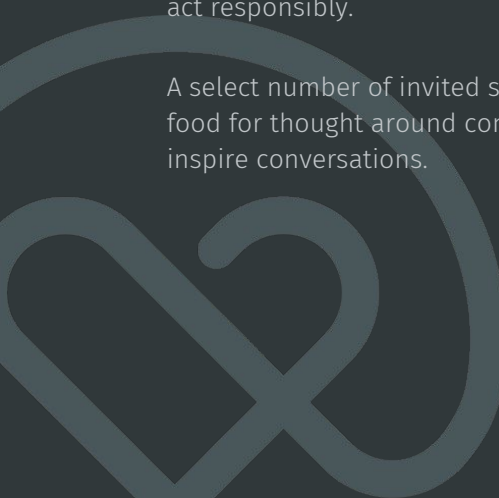 act responsibly.
A select number of invited
food for thought around
inspire conversations.